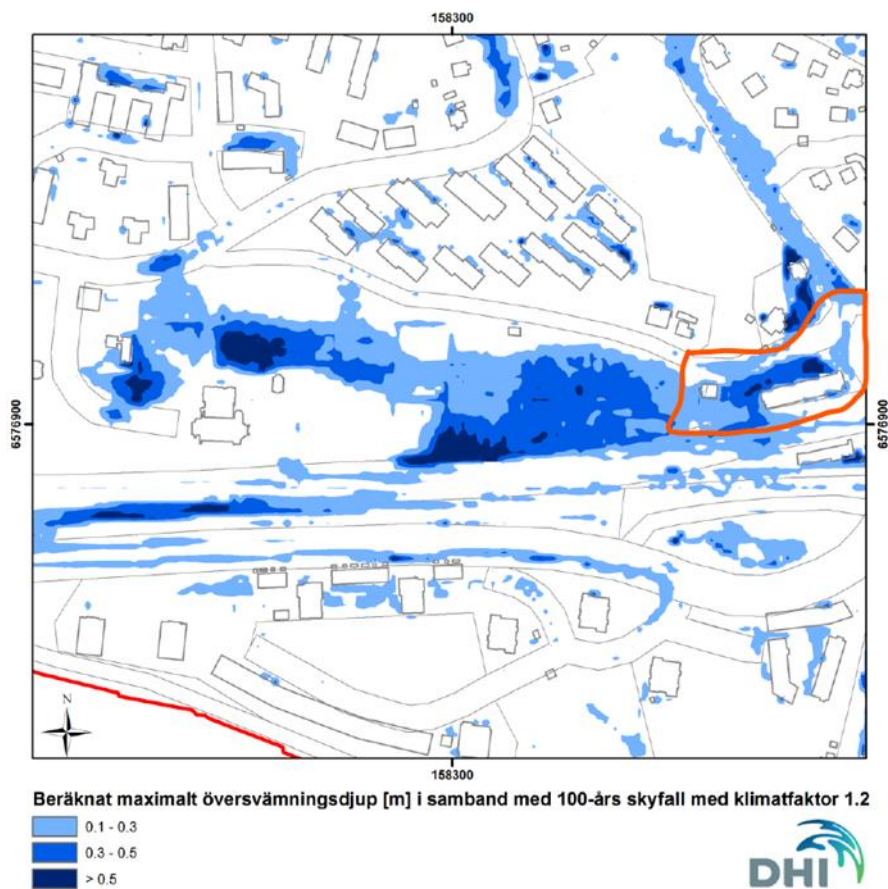 158300
6576900
6576900
N
158300
Beräknat maximalt översvämningsdjup [m] i samband med 100-års skyfall med klimatfaktor 1.2
0.1 - 0.3
0.3 - 0.5
> 0.5
DHI